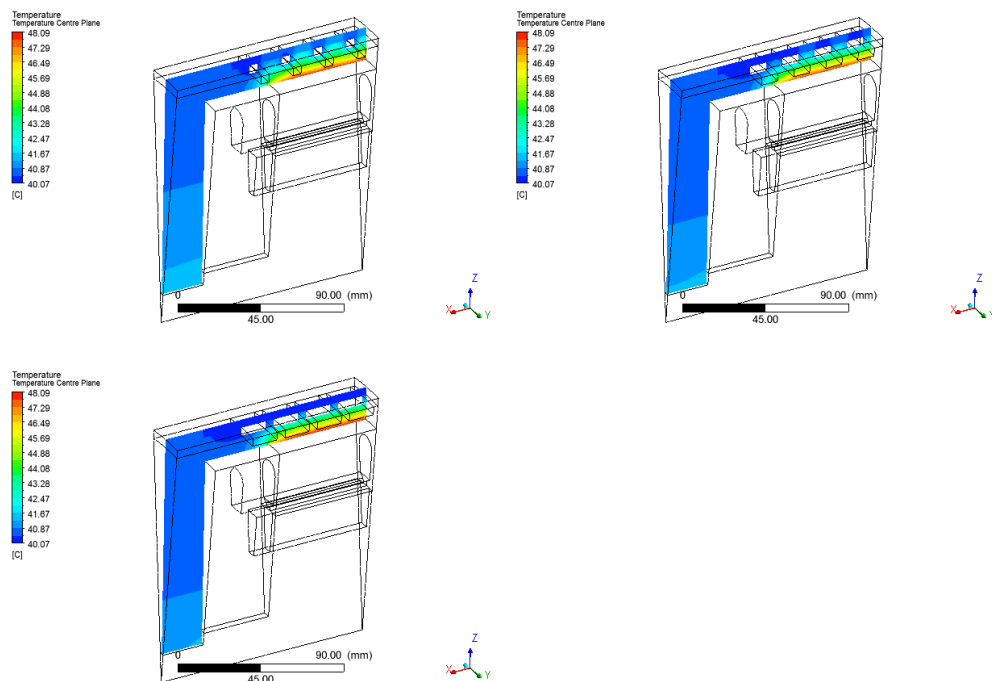 Temperature
Temperature Centre Plane
48.09
47.29
46.49
45.69
44.88
44.08
43.28
42.47
41.67
40.87
40.07
[C]
0
90.00 (mm)
45.00
Z
X
Y
Temperature
Temperature Centre Plane
48.09
47.29
46.49
45.69
44.88
44.08
43.28
42.47
41.67
40.87
40.07
[C]
0
90.00 (mm)
45.00
Z
X
Y
Temperature
Temperature Centre Plane
48.09
47.29
46.49
45.69
44.88
44.08
43.28
42.47
41.67
40.87
40.07
[C]
0
90.00 (mm)
45.00
Z
X
Y